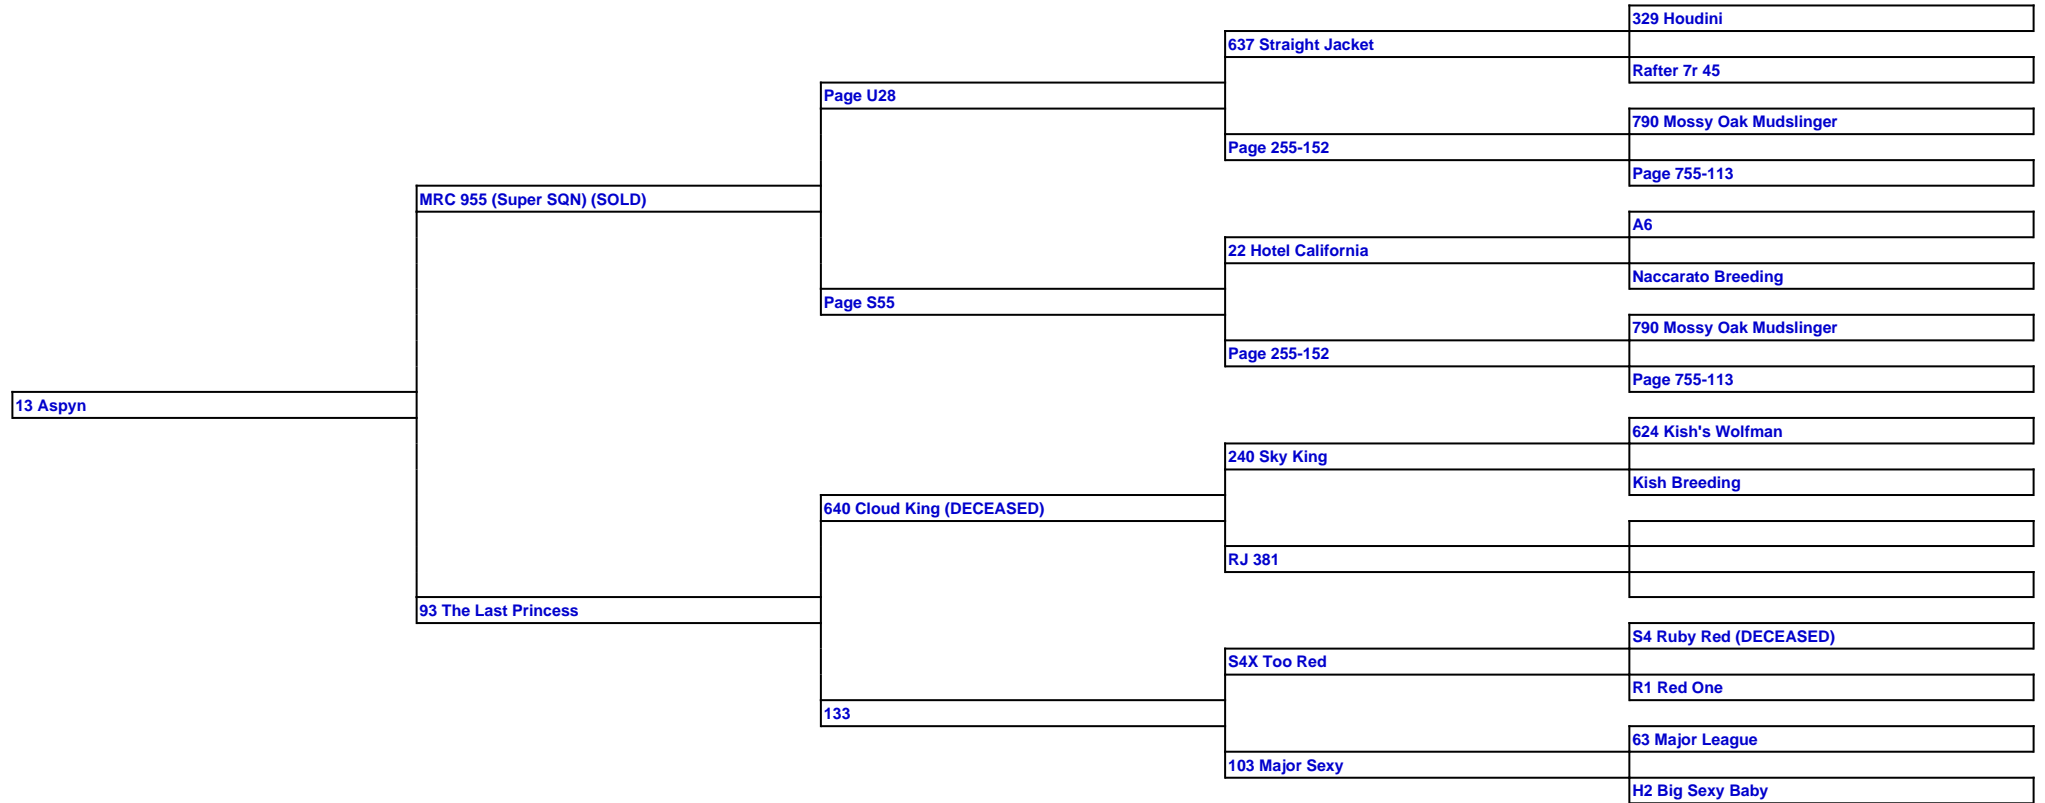 329 Houdini
637 Straight Jacket
Rafter 7r 45
Page U28
790 Mossy Oak Mudslinger
Page 255-152
Page 755-113
MRC 955 (Super SQN) (SOLD)
A6
22 Hotel California
Naccarato Breeding
Page S55
790 Mossy Oak Mudslinger
Page 255-152
Page 755-113
13 Aspyn
624 Kish's Wolfman
240 Sky King
Kish Breeding
640 Cloud King (DECEASED)
RJ 381
93 The Last Princess
S4 Ruby Red (DECEASED)
S4X Too Red
R1 Red One
133
63 Major League
103 Major Sexy
H2 Big Sexy Baby